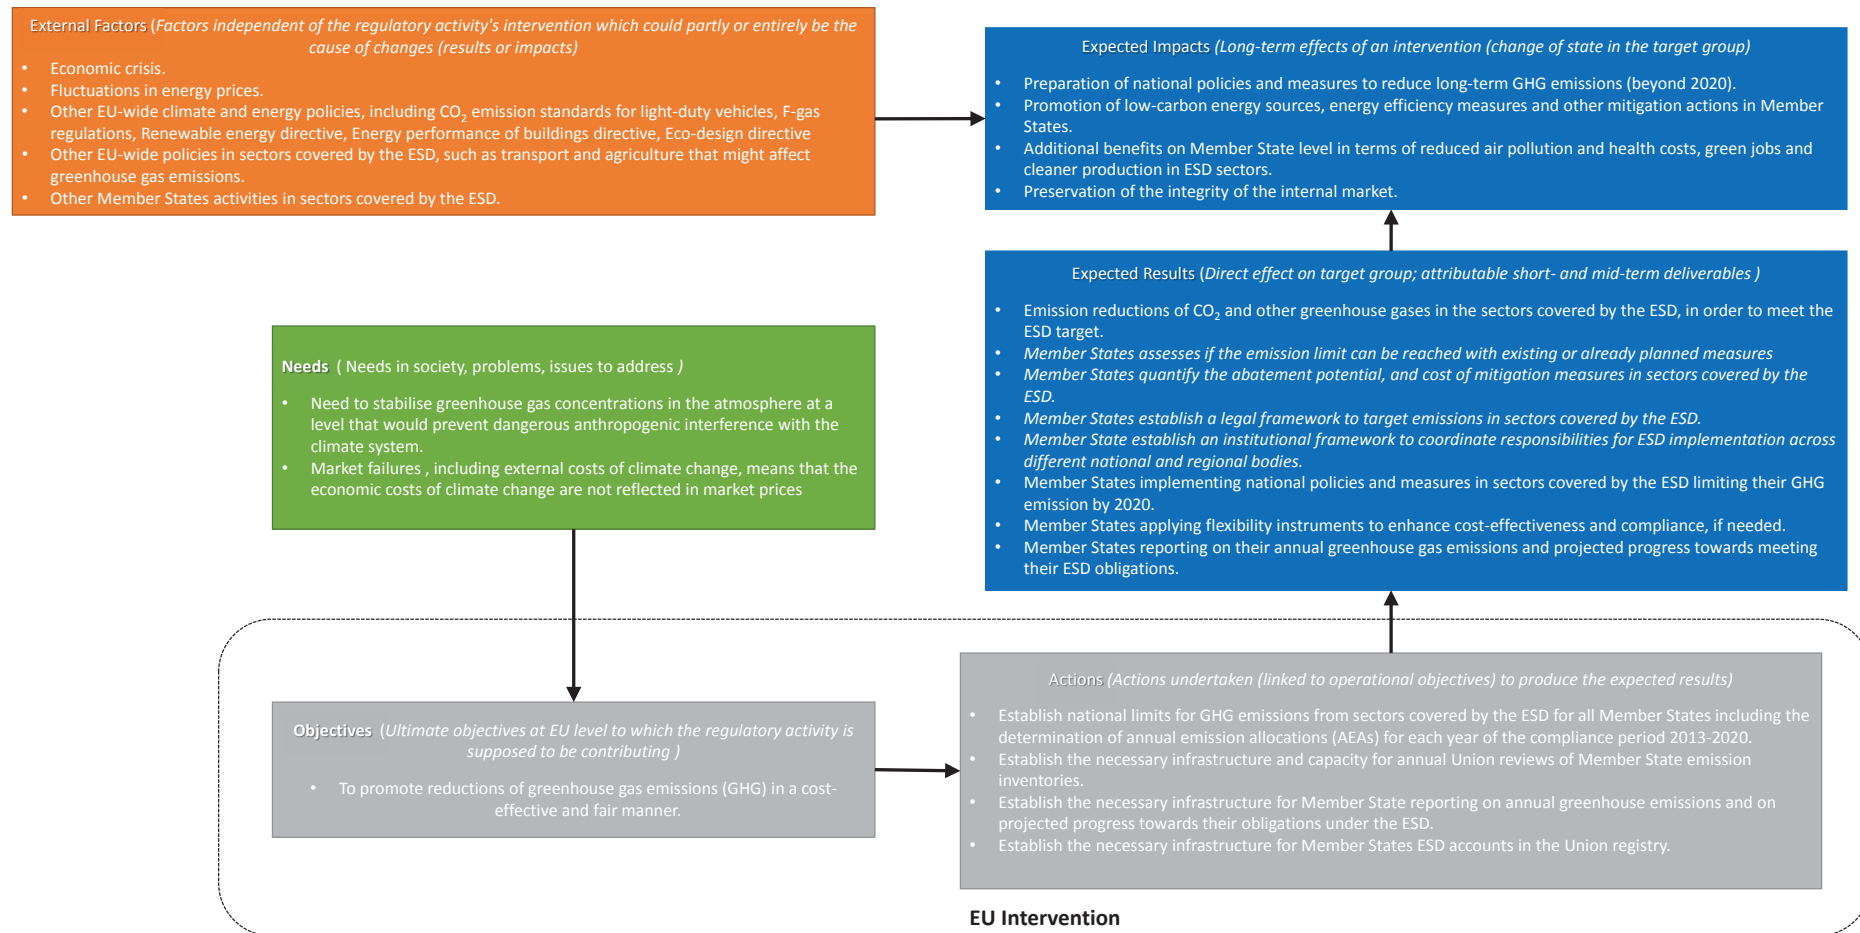 External Factors (Factors independent of the regulatory activity's intervention which could partly or entirely be the
cause of changes (results or impacts)
• Economic crisis.
• Fluctuations in energy prices.
• Other EU-wide climate and energy policies, including CO2 emission standards for light-duty vehicles, F-gas
regulations, Renewable energy directive, Energy performance of buildings directive, Eco-design directive
• Other EU-wide policies in sectors covered by the ESD, such as transport and agriculture that might affect
greenhouse gas emissions.
• Other Member States activities in sectors covered by the ESD.
Expected Impacts (Long-term effects of an intervention (change of state in the target group)
• Preparation of national policies and measures to reduce long-term GHG emissions (beyond 2020).
• Promotion of low-carbon energy sources, energy efficiency measures and other mitigation actions in Member
States.
• Additional benefits on Member State level in terms of reduced air pollution and health costs, green jobs and
cleaner production in ESD sectors.
• Preservation of the integrity of the internal market.
Expected Results (Direct effect on target group; attributable short- and mid-term deliverables )
• Emission reductions of CO2 and other greenhouse gases in the sectors covered by the ESD, in order to meet the
ESD target.
• Member States assesses if the emission limit can be reached with existing or already planned measures
• Member States quantify the abatement potential, and cost of mitigation measures in sectors covered by the
ESD.
• Member States establish a legal framework to target emissions in sectors covered by the ESD.
• Member State establish an institutional framework to coordinate responsibilities for ESD implementation across
different national and regional bodies.
• Member States implementing national policies and measures in sectors covered by the ESD limiting their GHG
emission by 2020.
• Member States applying flexibility instruments to enhance cost-effectiveness and compliance, if needed.
• Member States reporting on their annual greenhouse gas emissions and projected progress towards meeting
their ESD obligations.
Needs ( Needs in society, problems, issues to address )
• Need to stabilise greenhouse gas concentrations in the atmosphere at a
level that would prevent dangerous anthropogenic interference with the
climate system.
• Market failures , including external costs of climate change, means that the
economic costs of climate change are not reflected in market prices
Objectives (Ultimate objectives at EU level to which the regulatory activity is
supposed to be contributing )
• To promote reductions of greenhouse gas emissions (GHG) in a cost-
effective and fair manner.
Actions (Actions undertaken (linked to operational objectives) to produce the expected results)
• Establish national limits for GHG emissions from sectors covered by the ESD for all Member States including the
determination of annual emission allocations (AEAs) for each year of the compliance period 2013-2020.
• Establish the necessary infrastructure and capacity for annual Union reviews of Member State emission
inventories.
• Establish the necessary infrastructure for Member State reporting on annual greenhouse emissions and on
projected progress towards their obligations under the ESD.
• Establish the necessary infrastructure for Member States ESD accounts in the Union registry.
EU Intervention